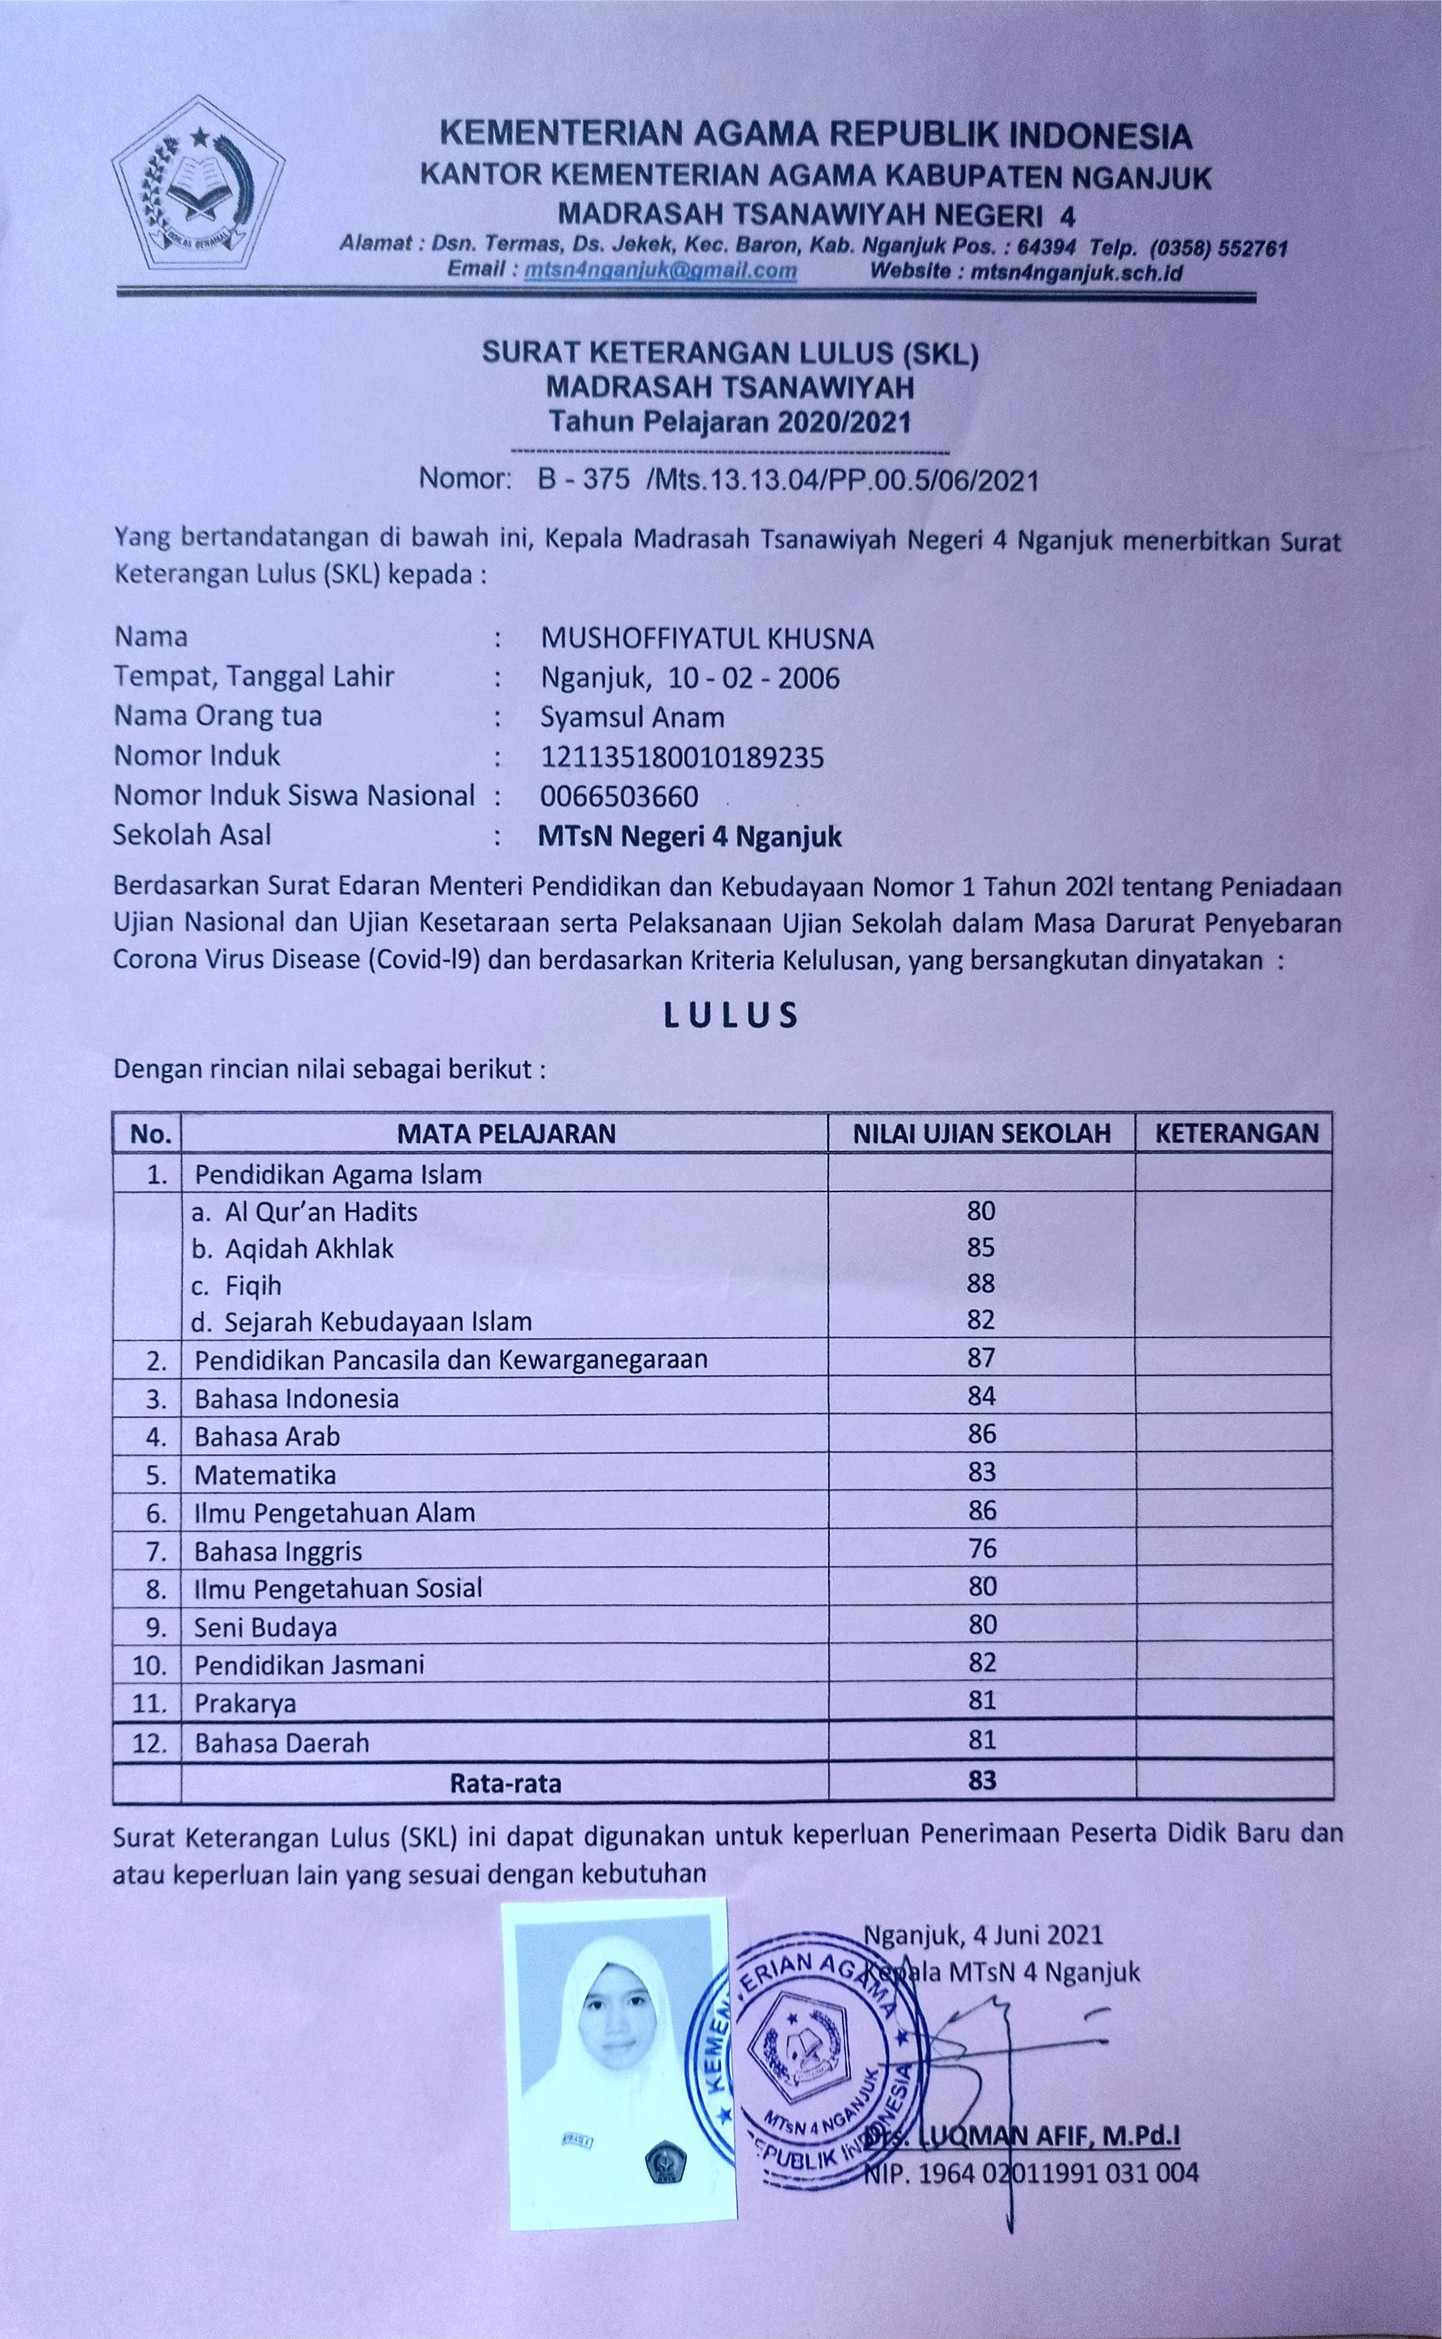 KEMENTERIAN AGAMA REPUBLIK INDONESIA
KANTOR KEMENTERIAN AGAMA KABUPATEN NGANJUK
MADRASAH TSANAWIYAH NEGERI 4
Alamat : Dsn. Termas, Ds. Jekek, Kec. Baron, Kab. Nganjuk Pos. : 64394 Telp. (0358) 552761
Email : mtsn4nganjuk@gmail.com Website : mtsn4nganjuk.sch.id
IKHLAS BERAMAL
SURAT KETERANGAN LULUS (SKL)
MADRASAH TSANAWIYAH
Tahun Pelajaran 2020/2021
Nomor: B - 375 /Mts.13.13.04/PP.00.5/06/2021
Yang bertandatangan di bawah ini, Kepala Madrasah Tsanawiyah Negeri 4 Nganjuk menerbitkan Surat
Keterangan Lulus (SKL) kepada :
Nama : MUSHOFFIYATUL KHUSNA
Tempat, Tanggal Lahir : Nganjuk, 10 - 02 - 2006
Nama Orang tua : Syamsul Anam
Nomor Induk : 121135180010189235
Nomor Induk Siswa Nasional : 0066503660
Sekolah Asal : MTsN Negeri 4 Nganjuk
Berdasarkan Surat Edaran Menteri Pendidikan dan Kebudayaan Nomor 1 Tahun 202l tentang Peniadaan
Ujian Nasional dan Ujian Kesetaraan serta Pelaksanaan Ujian Sekolah dalam Masa Darurat Penyebaran
Corona Virus Disease (Covid-l9) dan berdasarkan Kriteria Kelulusan, yang bersangkutan dinyatakan :
L U L U S
Dengan rincian nilai sebagai berikut :
No. MATA PELAJARAN NILAI UJIAN SEKOLAH KETERANGAN
1. Pendidikan Agama Islam
a. Al Qur’an Hadits 80
b. Aqidah Akhlak 85
c. Fiqih 88
d. Sejarah Kebudayaan Islam 82
2. Pendidikan Pancasila dan Kewarganegaraan 87
3. Bahasa Indonesia 84
4. Bahasa Arab 86
5. Matematika 83
6. Ilmu Pengetahuan Alam 86
7. Bahasa Inggris 76
8. Ilmu Pengetahuan Sosial 80
9. Seni Budaya 80
10. Pendidikan Jasmani 82
11. Prakarya 81
12. Bahasa Daerah 81
Rata-rata 83
Surat Keterangan Lulus (SKL) ini dapat digunakan untuk keperluan Penerimaan Peserta Didik Baru dan
atau keperluan lain yang sesuai dengan kebutuhan
Nganjuk, 4 Juni 2021
Kepala MTsN 4 Nganjuk
KEMENTERIAN AGAMA
REPUBLIK INDONESIA
MTsN 4 NGANJUK
Drs. LUQMAN AFIF, M.Pd.I
NIP. 1964 02011991 031 004